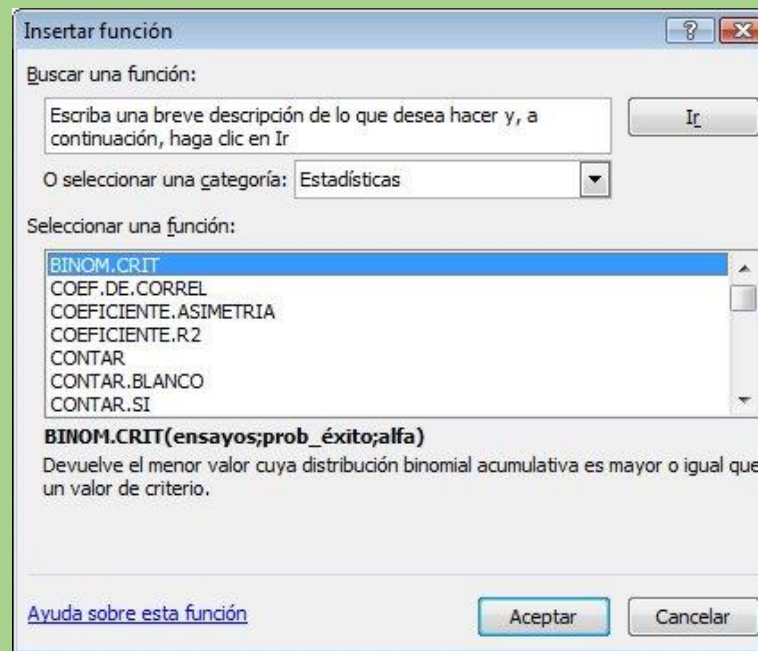 Insertar función
Buscar una función:
Escriba una breve descripción de lo que desea hacer y, a
continuación, haga clic en Ir
Ir
O seleccionar una categoría: Estadísticas
Seleccionar una función:
BINOM.CRIT
COEF.DE.CORREL
COEFICIENTE.ASIMETRIA
COEFICIENTE.R2
CONTAR
CONTAR.BLANCO
CONTAR.SI
BINOM.CRIT(ensayos;prob_éxito;alfa)
Devuelve el menor valor cuya distribución binomial acumulativa es mayor o igual que
un valor de criterio.
Ayuda sobre esta función
Aceptar
Cancelar